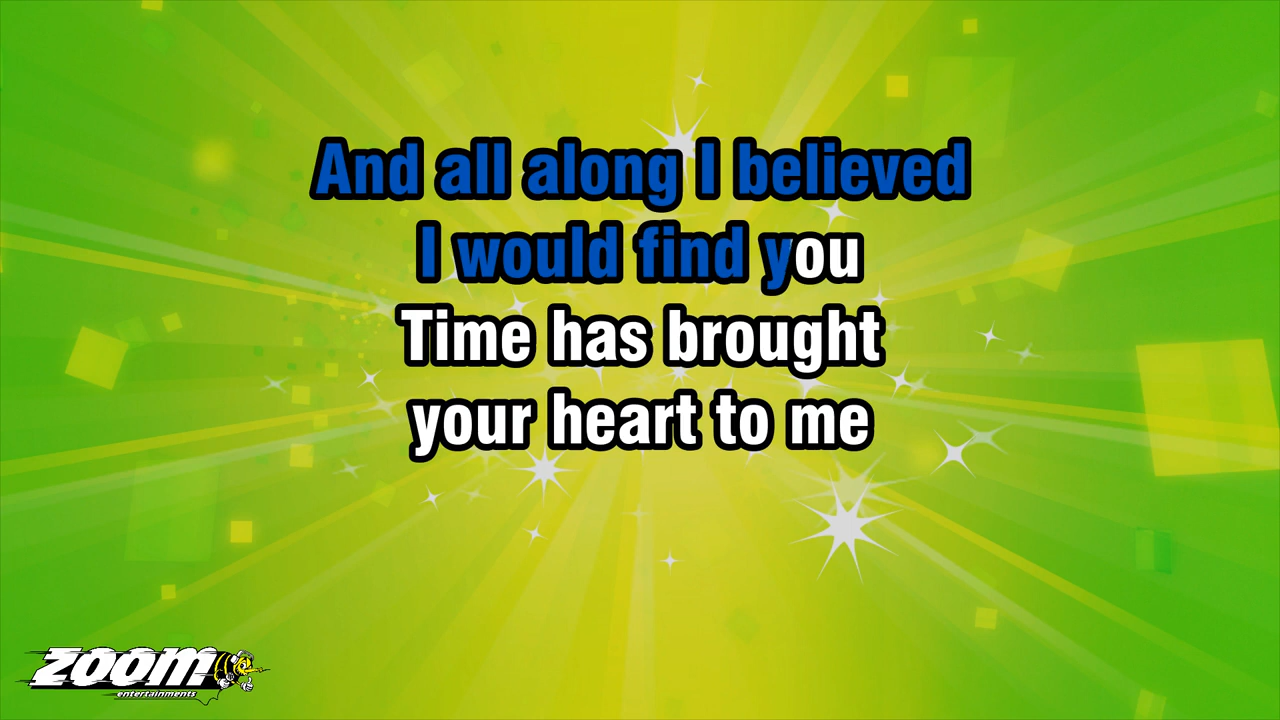 And all along I believed
I would find you
Time has brought
your heart to me
zoom
entertainments